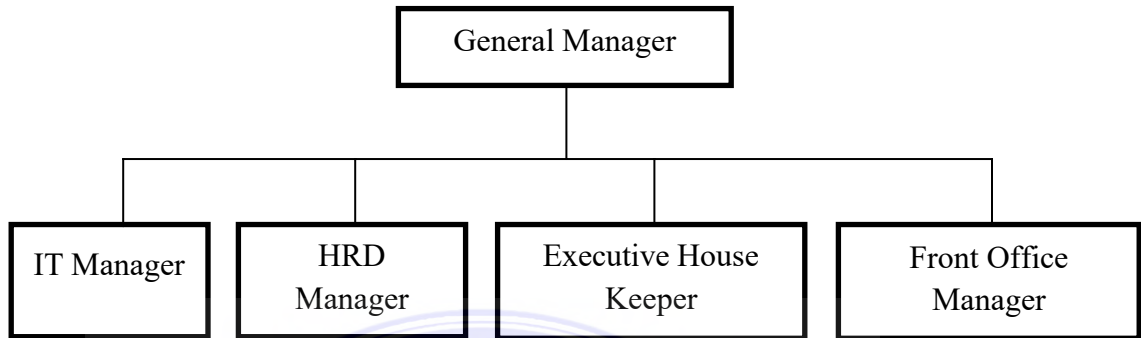 General Manager
IT Manager
HRD
Manager
Executive House
Keeper
Front Office
Manager